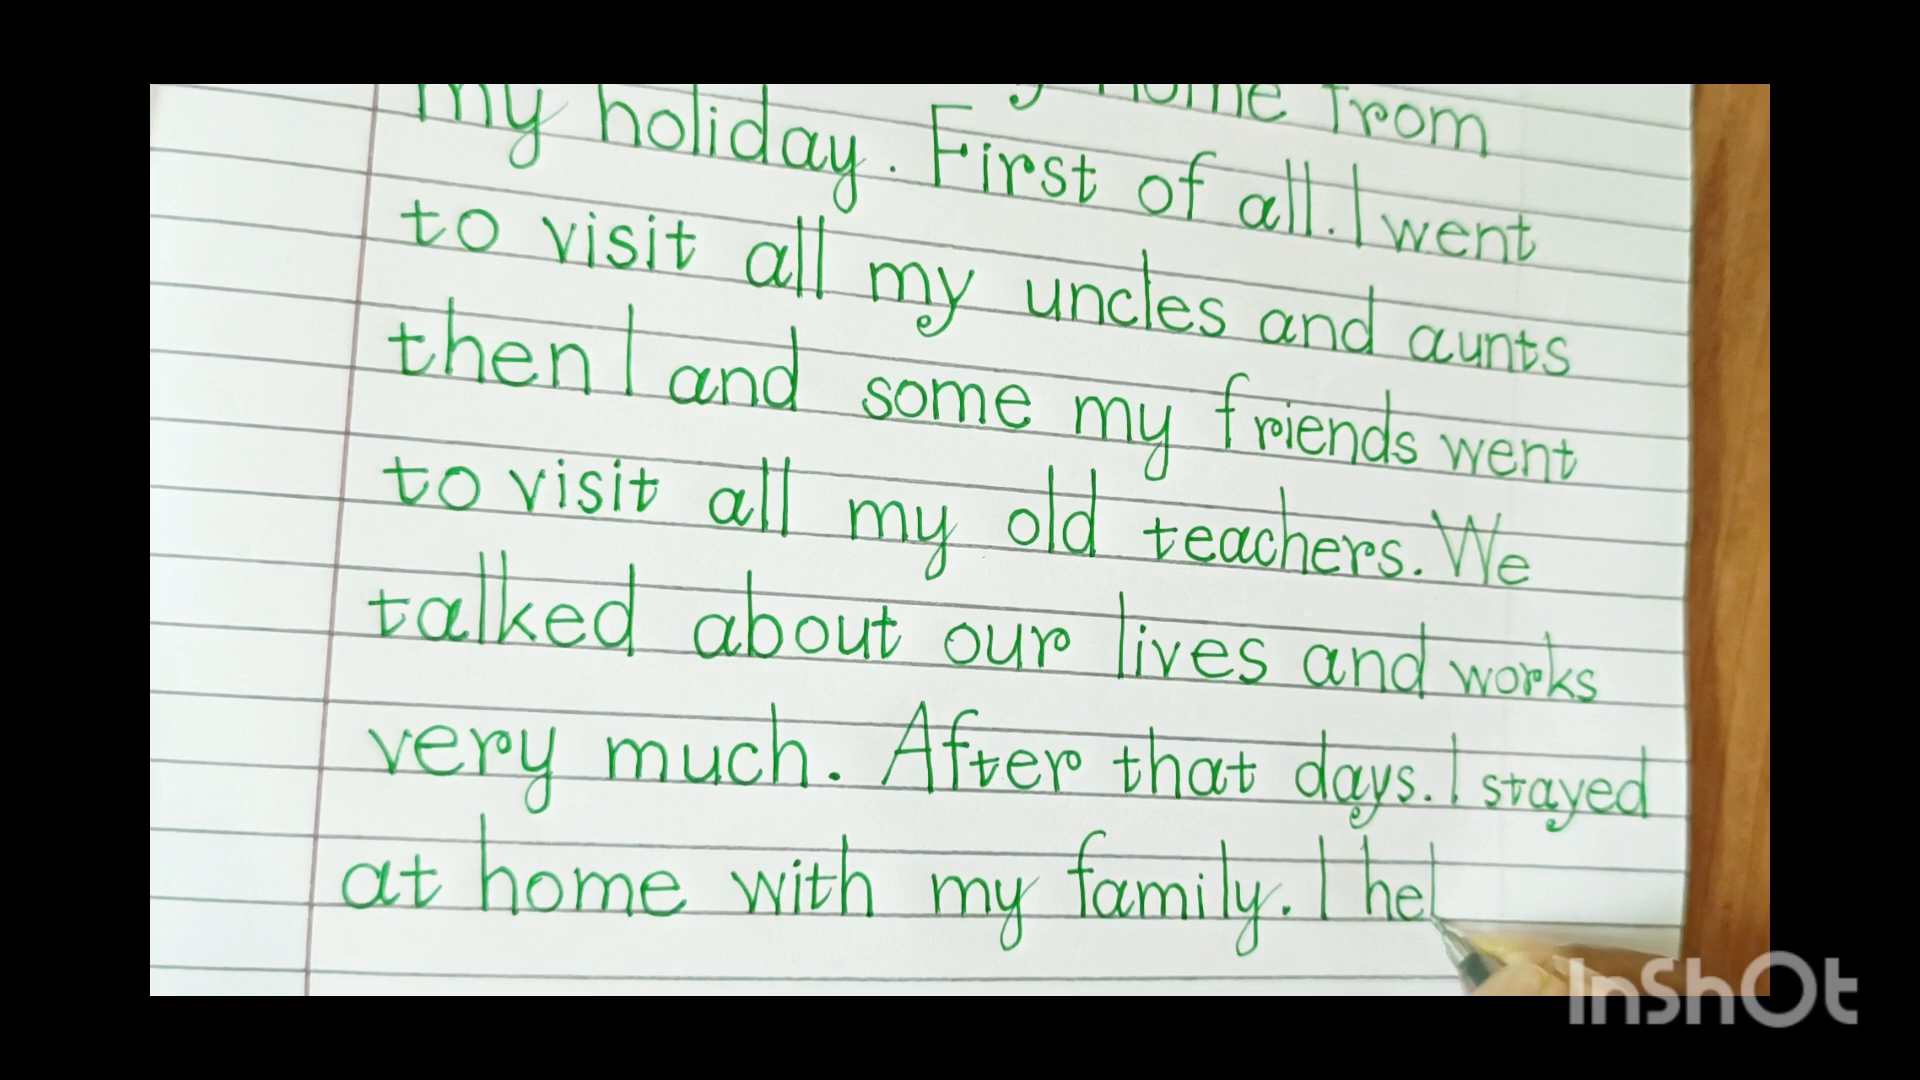 home from
my holiday. First of all. I went
to visit all my uncles and aunts
then I and some my friends went
to visit all my old teachers. We
talked about our lives and works
very much. After that days. I stayed
at home with my family. I hel
InShOt